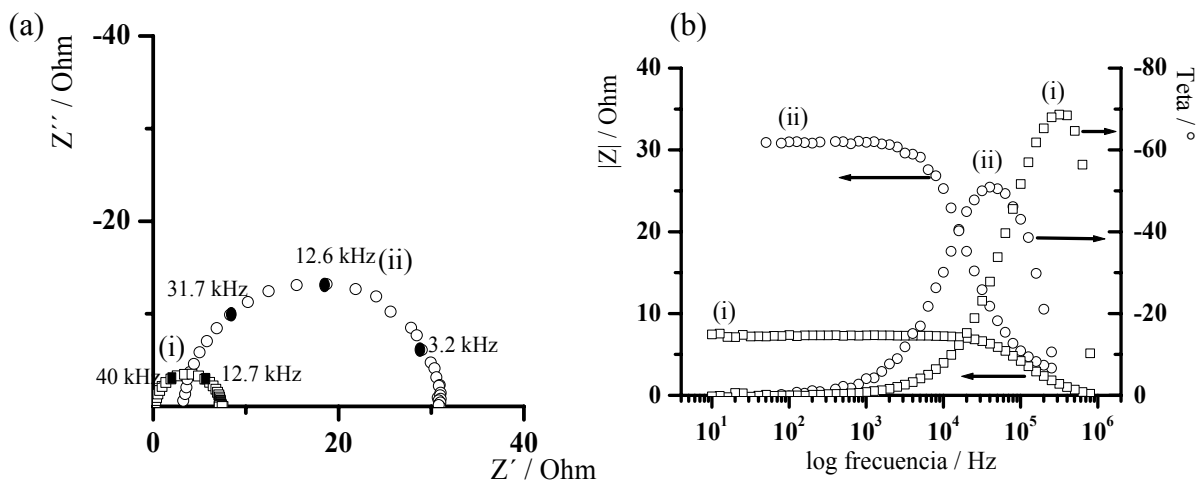 (a)
-40
Z´´ / Ohm
-20
12.6 kHz
(ii)
31.7 kHz
(i)
40 kHz
12.7 kHz
3.2 kHz
0
20
40
Z´ / Ohm
(b)
40
30
20
10
0
|Z| / Ohm
(ii)
(i)
(i)
(ii)
-80
-60
-40
-20
0
Teta / °
10¹
10²
10³
10⁴
10⁵
10⁶
log frecuencia / Hz